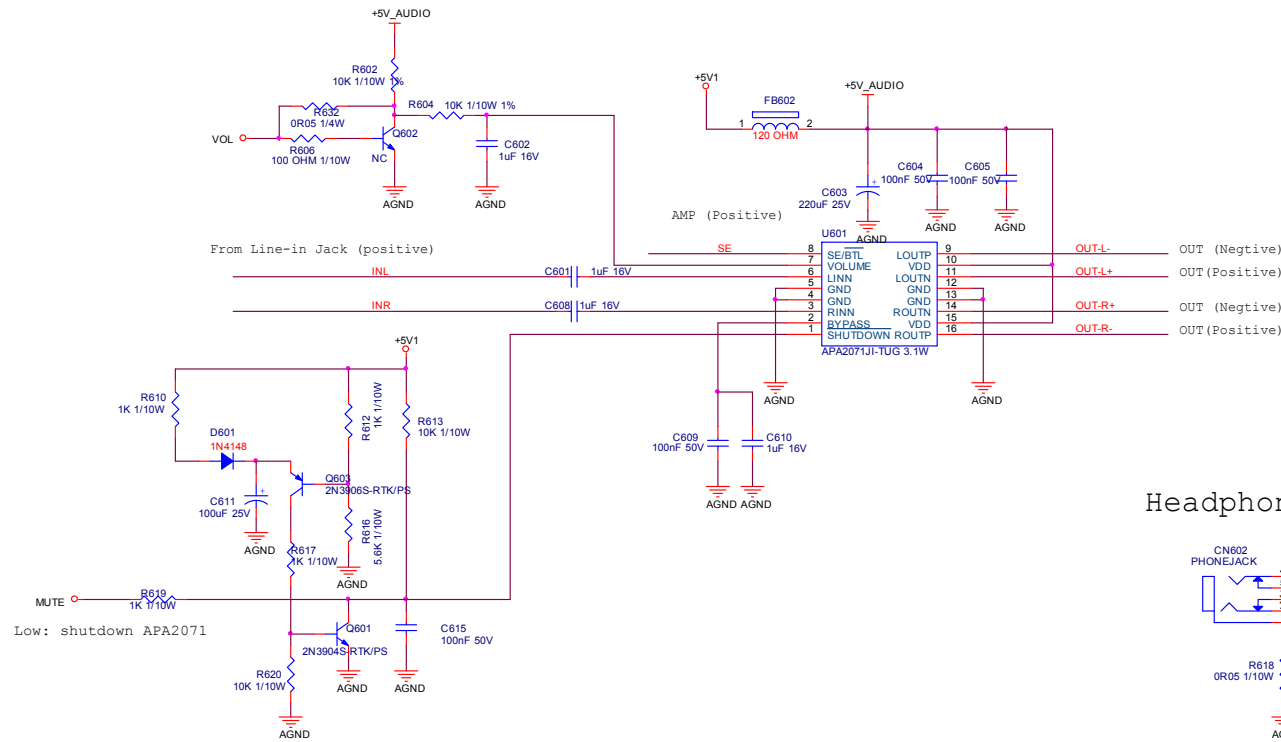 +5V_AUDIO
R602
10K 1/10W 1%
R632
0R05 1/4W
R604 10K 1/10W 1%
VOL
R606
100 OHM 1/10W
Q602
NC
C602
1uF 16V
AGND
AGND
+5V1
FB602
1 2
120 OHM
+5V_AUDIO
C603
220uF 25V
C604
100nF 50V
C605
100nF 50V
AGND
AGND
AGND
AMP (Positive)
From Line-in Jack (positive)
SE
INL
C601 1uF 16V
INR
C608 1uF 16V
U601
8 SE/BTL LOUTP 9
7 VOLUME VDD 10
6 LINN LOUTN 11
5 GND GND 12
4 GND GND 13
3 RINN ROUTN 14
2 BYPASS VDD 15
1 SHUTDOWN ROUTP 16
APA2071JI-TUG 3.1W
OUT-L- OUT (Negtive)
OUT-L+ OUT(Positive)
OUT-R+ OUT (Negtive)
OUT-R- OUT(Positive)
AGND
AGND
C609
100nF 50V
C610
1uF 16V
AGND AGND
+5V1
R610
1K 1/10W
R612
1K 1/10W
R613
10K 1/10W
D601
1N4148
Q603
2N3906S-RTK/PS
C611
100uF 25V
AGND
R616
5.6K 1/10W
AGND
R617
1K 1/10W
MUTE
R619
1K 1/10W
Low: shutdown APA2071
Q601
2N3904S-RTK/PS
C615
100nF 50V
R620
10K 1/10W
AGND
AGND
AGND
Headphon
CN602
PHONEJACK
R618
0R05 1/10W